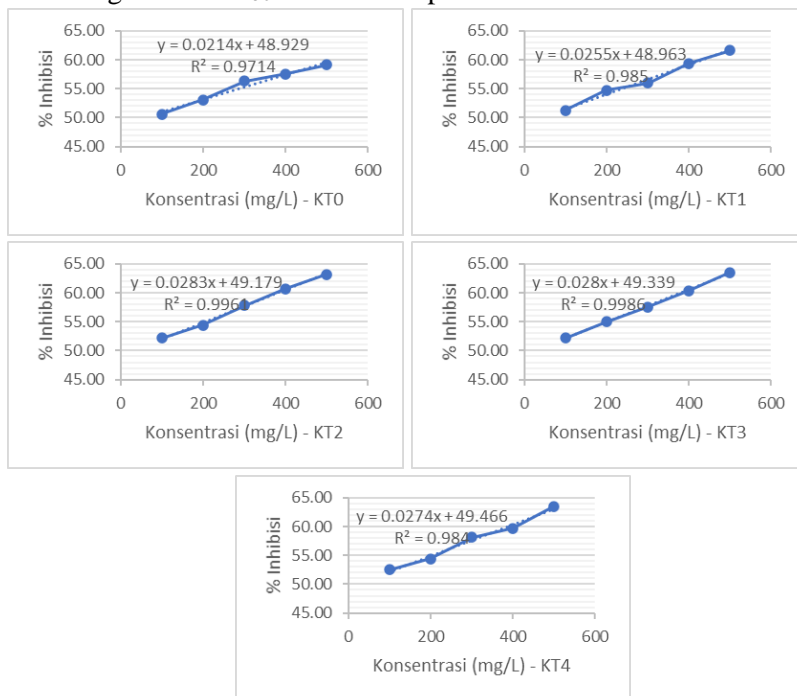 65.00
60.00
55.00
50.00
45.00
% Inhibisi
y = 0.0214x + 48.929
R² = 0.9714
0 200 400 600
Konsentrasi (mg/L) - KT0
65.00
60.00
55.00
50.00
45.00
% Inhibisi
y = 0.0255x + 48.963
R² = 0.985
0 200 400 600
Konsentrasi (mg/L) - KT1
65.00
60.00
55.00
50.00
45.00
% Inhibisi
y = 0.0283x + 49.179
R² = 0.9961
0 200 400 600
Konsentrasi (mg/L) - KT2
65.00
60.00
55.00
50.00
45.00
% Inhibisi
y = 0.028x + 49.339
R² = 0.9986
0 200 400 600
Konsentrasi (mg/L) - KT3
65.00
60.00
55.00
50.00
45.00
% Inhibisi
y = 0.0274x + 49.466
R² = 0.984
0 200 400 600
Konsentrasi (mg/L) - KT4